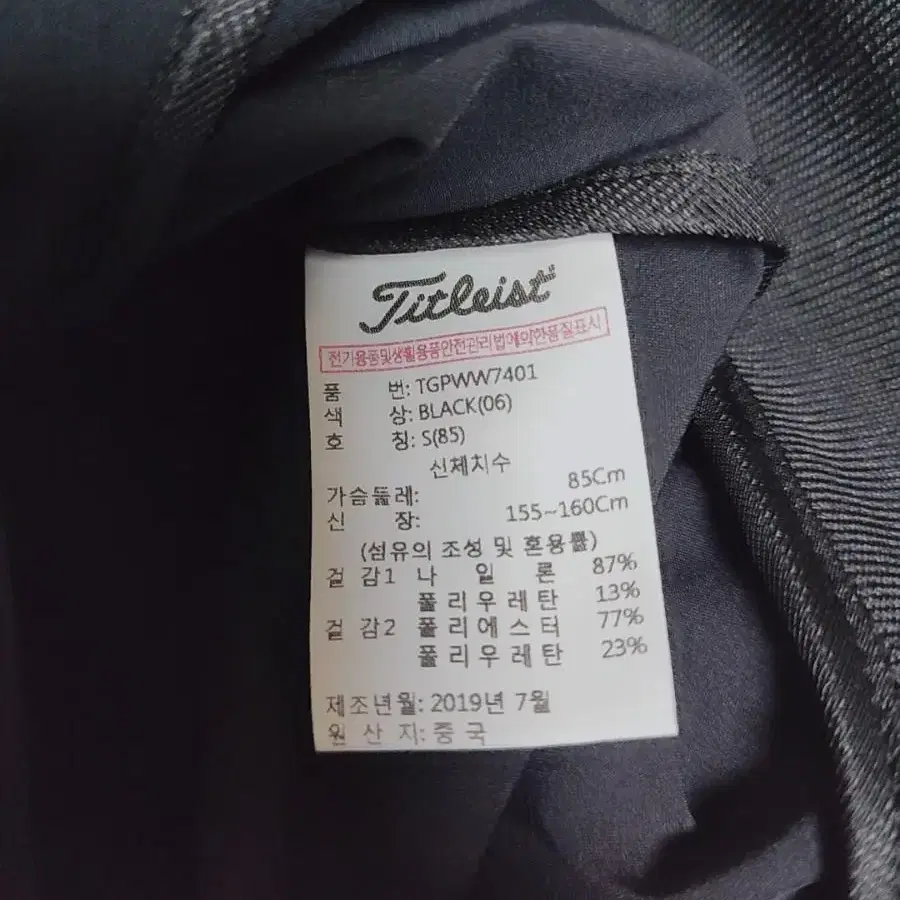 Titleist
전기용품및생활용품안전관리법에의한품질표시
품 번: TGPWW7401
색 상: BLACK(06)
호 칭: S(85)
신체치수
가슴둘레: 85Cm
신 장: 155~160Cm
(섬유의 조성 및 혼용률)
겉 감1 나 일 론 87%
폴리우레탄 13%
겉 감2 폴리에스터 77%
폴리우레탄 23%
제조년월: 2019년 7월
원 산 지: 중 국